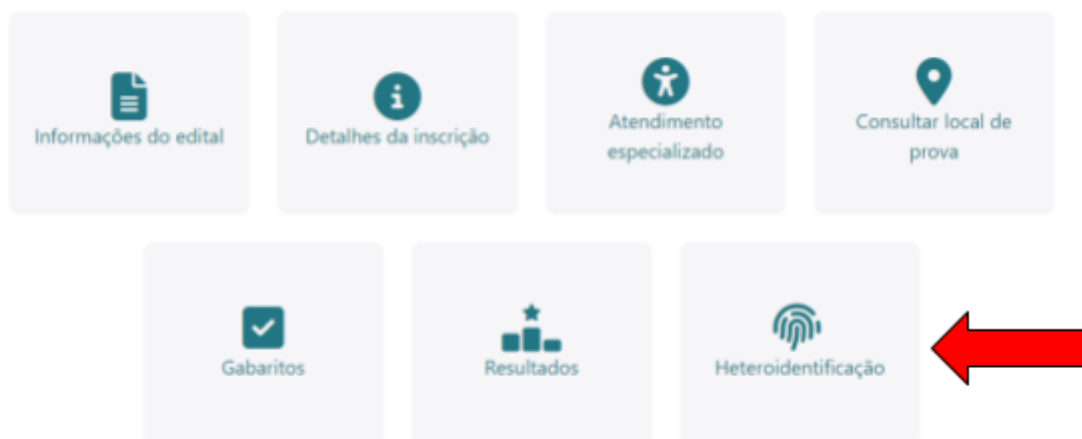 Informações do edital
Detalhes da inscrição
Atendimento
especializado
Consultar local de
prova
Gabaritos
Resultados
Heteroidentificação